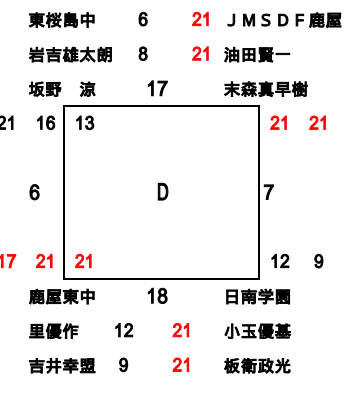 東桜島中 6 21 ＪＭＳＤＦ鹿屋
岩吉雄太朗 8 21 油田賢一
坂野 涼 17 末森真早樹
21 16 13 21 21
6 D 7
17 21 21 12 9
鹿屋東中 18 日南学園
里優作 12 21 小玉優基
吉井幸盟 9 21 板衛政光